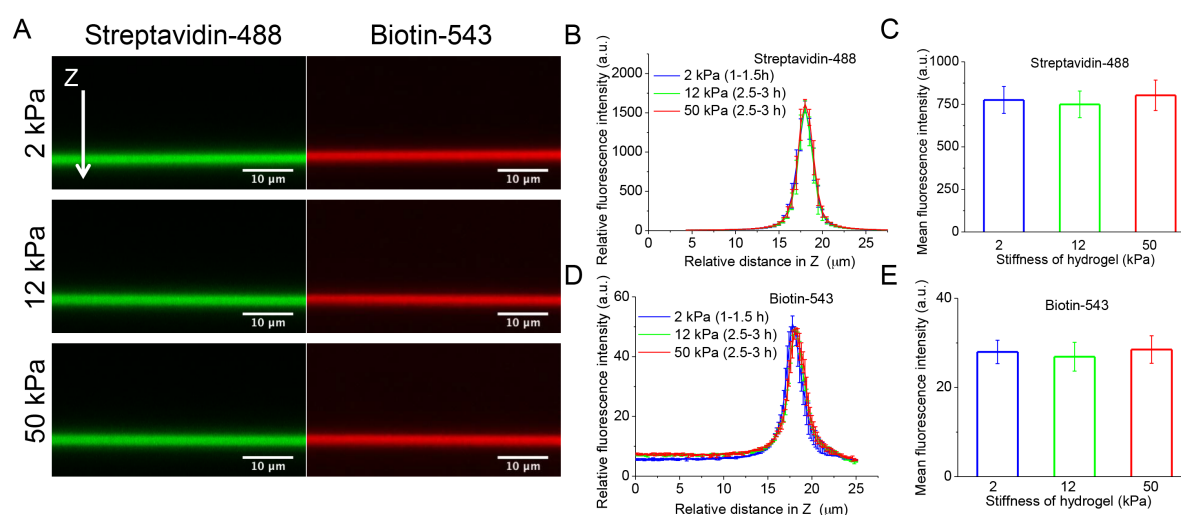 A
Streptavidin-488
Biotin-543
Z
2 kPa
10 μm
10 μm
12 kPa
10 μm
10 μm
50 kPa
10 μm
10 μm
B
Streptavidin-488
2 kPa (1-1.5h)
12 kPa (2.5-3 h)
50 kPa (2.5-3 h)
Relative fluorescence intensity (a.u.)
2000
1500
1000
500
0
0 5 10 15 20 25
Relative distance in Z (μm)
C
Streptavidin-488
Mean fluorescence intensity (a.u.)
1000
750
500
250
0
2 12 50
Stiffness of hydrogel (kPa)
D
Biotin-543
2 kPa (1-1.5 h)
12 kPa (2.5-3 h)
50 kPa (2.5-3 h)
Relative fluorescence intensity (a.u.)
60
40
20
0
0 5 10 15 20 25
Relative distance in Z (μm)
E
Biotin-543
Mean fluorescence intensity (a.u.)
40
20
0
2 12 50
Stiffness of hydrogel (kPa)